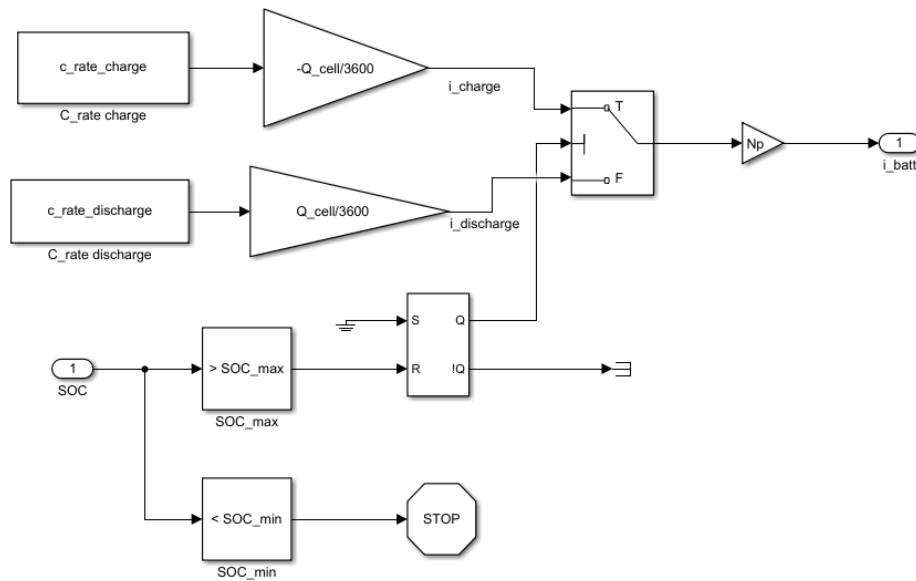 c_rate_charge
C_rate charge
-Q_cell/3600
i_charge
T
F
Np
1
i_batt
c_rate_discharge
C_rate discharge
Q_cell/3600
i_discharge
S
Q
R
!Q
1
SOC
> SOC_max
SOC_max
< SOC_min
SOC_min
STOP